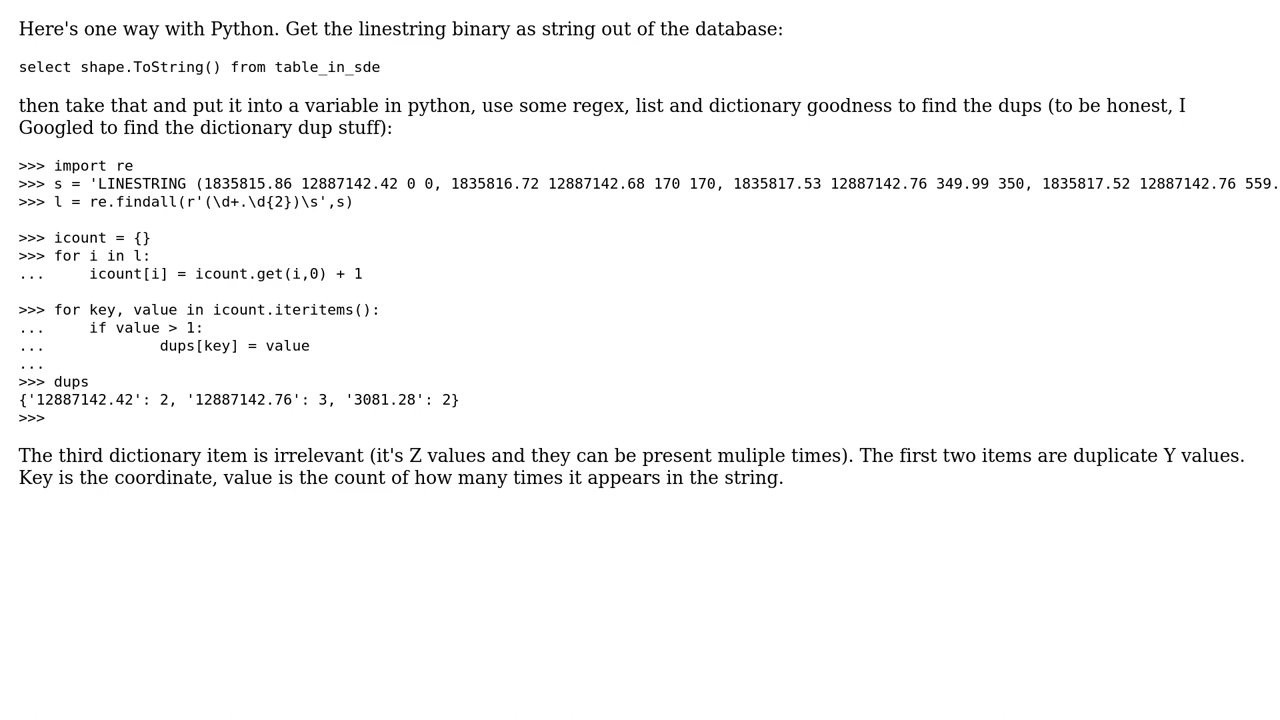 Here's one way with Python. Get the linestring binary as string out of the database:
select shape.ToString() from table_in_sde
then take that and put it into a variable in python, use some regex, list and dictionary goodness to find the dups (to be honest, I
Googled to find the dictionary dup stuff):
>>> import re
>>> s = 'LINESTRING (1835815.86 12887142.42 0 0, 1835816.72 12887142.68 170 170, 1835817.53 12887142.76 349.99 350, 1835817.52 12887142.76 559.
>>> l = re.findall(r'(\d+.\d{2})\s',s)
>>> icount = {}
>>> for i in l:
...     icount[i] = icount.get(i,0) + 1
>>> for key, value in icount.iteritems():
...     if value > 1:
...             dups[key] = value
...
>>> dups
{'12887142.42': 2, '12887142.76': 3, '3081.28': 2}
>>>
The third dictionary item is irrelevant (it's Z values and they can be present muliple times). The first two items are duplicate Y values.
Key is the coordinate, value is the count of how many times it appears in the string.